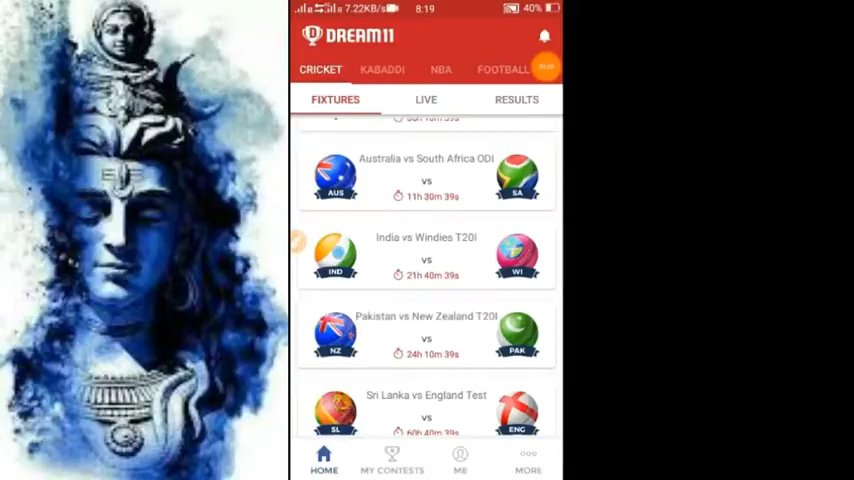 7.22KB/s 8:19 40%
DREAM11
CRICKET KABADDI NBA FOOTBALL
FIXTURES LIVE RESULTS
Australia vs South Africa ODI
AUS vs SA
11h 30m 39s
India vs Windies T20I
IND vs WI
21h 40m 39s
Pakistan vs New Zealand T20I
NZ vs PAK
24h 10m 39s
Sri Lanka vs England Test
SL vs ENG
60h 40m 39s
HOME MY CONTESTS ME MORE